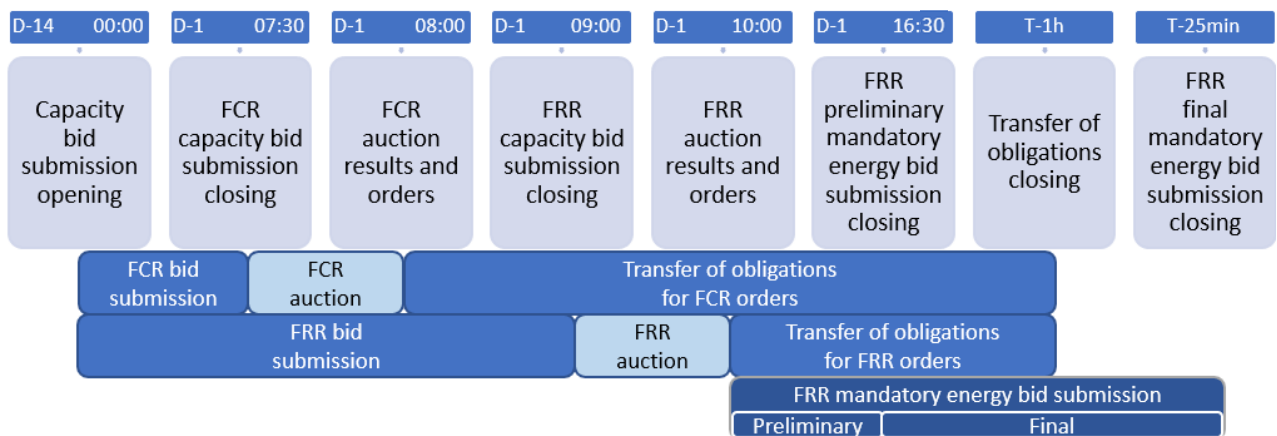 D-14 00:00
D-1 07:30
D-1 08:00
D-1 09:00
D-1 10:00
D-1 16:30
T-1h
T-25min
Capacity
bid
submission
opening
FCR
capacity bid
submission
closing
FCR
auction
results and
orders
FRR
capacity bid
submission
closing
FRR
auction
results and
orders
FRR
preliminary
mandatory
energy bid
submission
closing
Transfer of
obligations
closing
FRR
final
mandatory
energy bid
submission
closing
FCR bid
submission
FCR
auction
Transfer of obligations
for FCR orders
FRR bid
submission
FRR
auction
Transfer of obligations
for FRR orders
FRR mandatory energy bid submission
Preliminary
Final